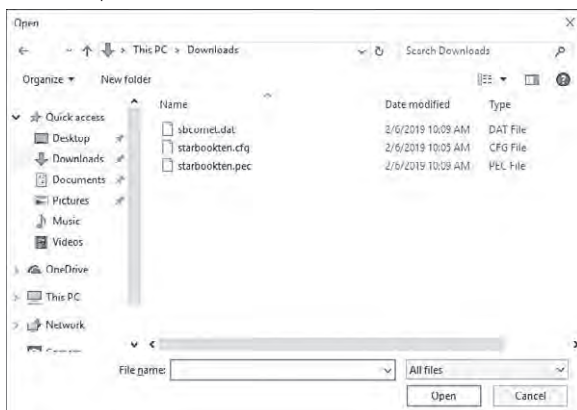 Open
This PC > Downloads
Search Downloads
Organize
New folder
Name
Date modified
Type
Quick access
Desktop
Downloads
Documents
Pictures
Music
Videos
OneDrive
This PC
Network
sbcomet.dat 2/6/2019 10:09 AM DAT File
starbookten.cfg 2/6/2019 10:05 AM CFG File
starbookten.pec 2/6/2019 10:09 AM PEC File
File name:
All files
Open
Cancel